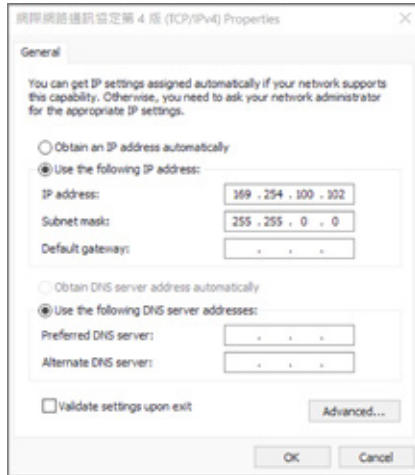 網際網路通訊協定第 4 版 (TCP/IPv4) Properties
General
You can get IP settings assigned automatically if your network supports
this capability. Otherwise, you need to ask your network administrator
for the appropriate IP settings.
Obtain an IP address automatically
Use the following IP address:
IP address: 169 . 254 . 100 . 102
Subnet mask: 255 . 255 . 0 . 0
Default gateway: . . .
Obtain DNS server address automatically
Use the following DNS server addresses:
Preferred DNS server: . . .
Alternate DNS server: . . .
Validate settings upon exit
Advanced...
OK Cancel